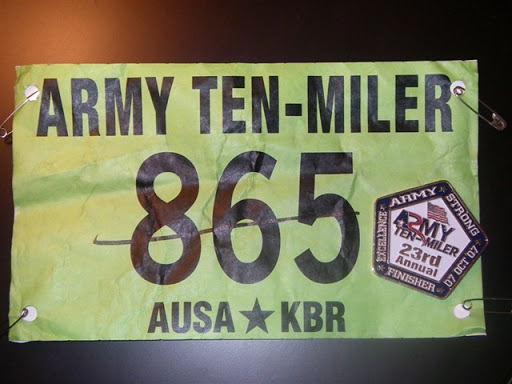 ARMY TEN-MILER
865
AUSA★KBR
ARMY
STRONG
EXCELLENCE
ARMY
TEN-MILER
23rd
Annual
FINISHER
07 OCT 07